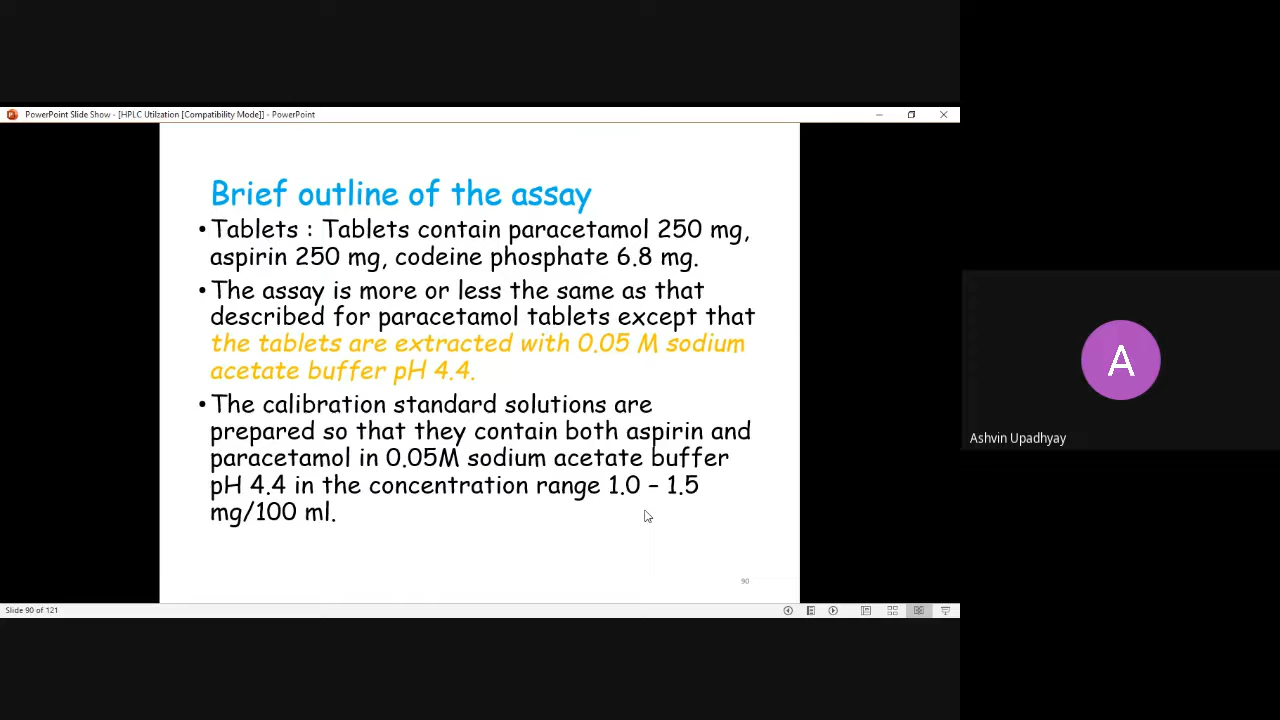 PowerPoint Slide Show - [HPLC Utilzation [Compatibility Mode]] - PowerPoint
Brief outline of the assay
•Tablets : Tablets contain paracetamol 250 mg,
aspirin 250 mg, codeine phosphate 6.8 mg.
•The assay is more or less the same as that
described for paracetamol tablets except that
the tablets are extracted with 0.05 M sodium
acetate buffer pH 4.4.
•The calibration standard solutions are
prepared so that they contain both aspirin and
paracetamol in 0.05M sodium acetate buffer
pH 4.4 in the concentration range 1.0 – 1.5
mg/100 ml.
90
Slide 90 of 121
A
Ashvin Upadhyay